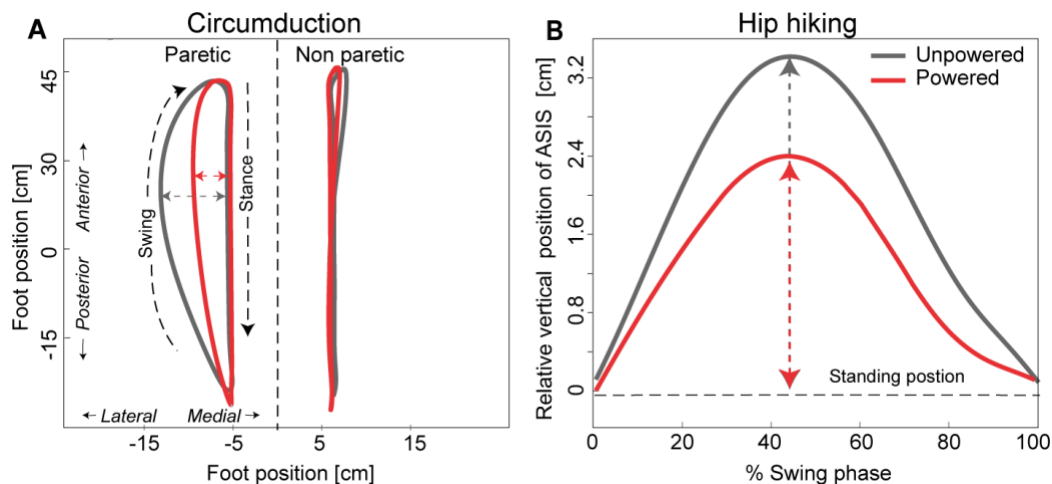 A
Circumduction
Paretic
Non paretic
45
30
15
0
-15
Foot position [cm]
Anterior
Posterior
Swing
Stance
Lateral
Medial
-15
-5
5
15
Foot position [cm]
B
Hip hiking
Unpowered
Powered
3.2
2.4
1.6
0.8
0
Relative vertical position of ASIS [cm]
Standing postion
0
20
40
60
80
100
% Swing phase